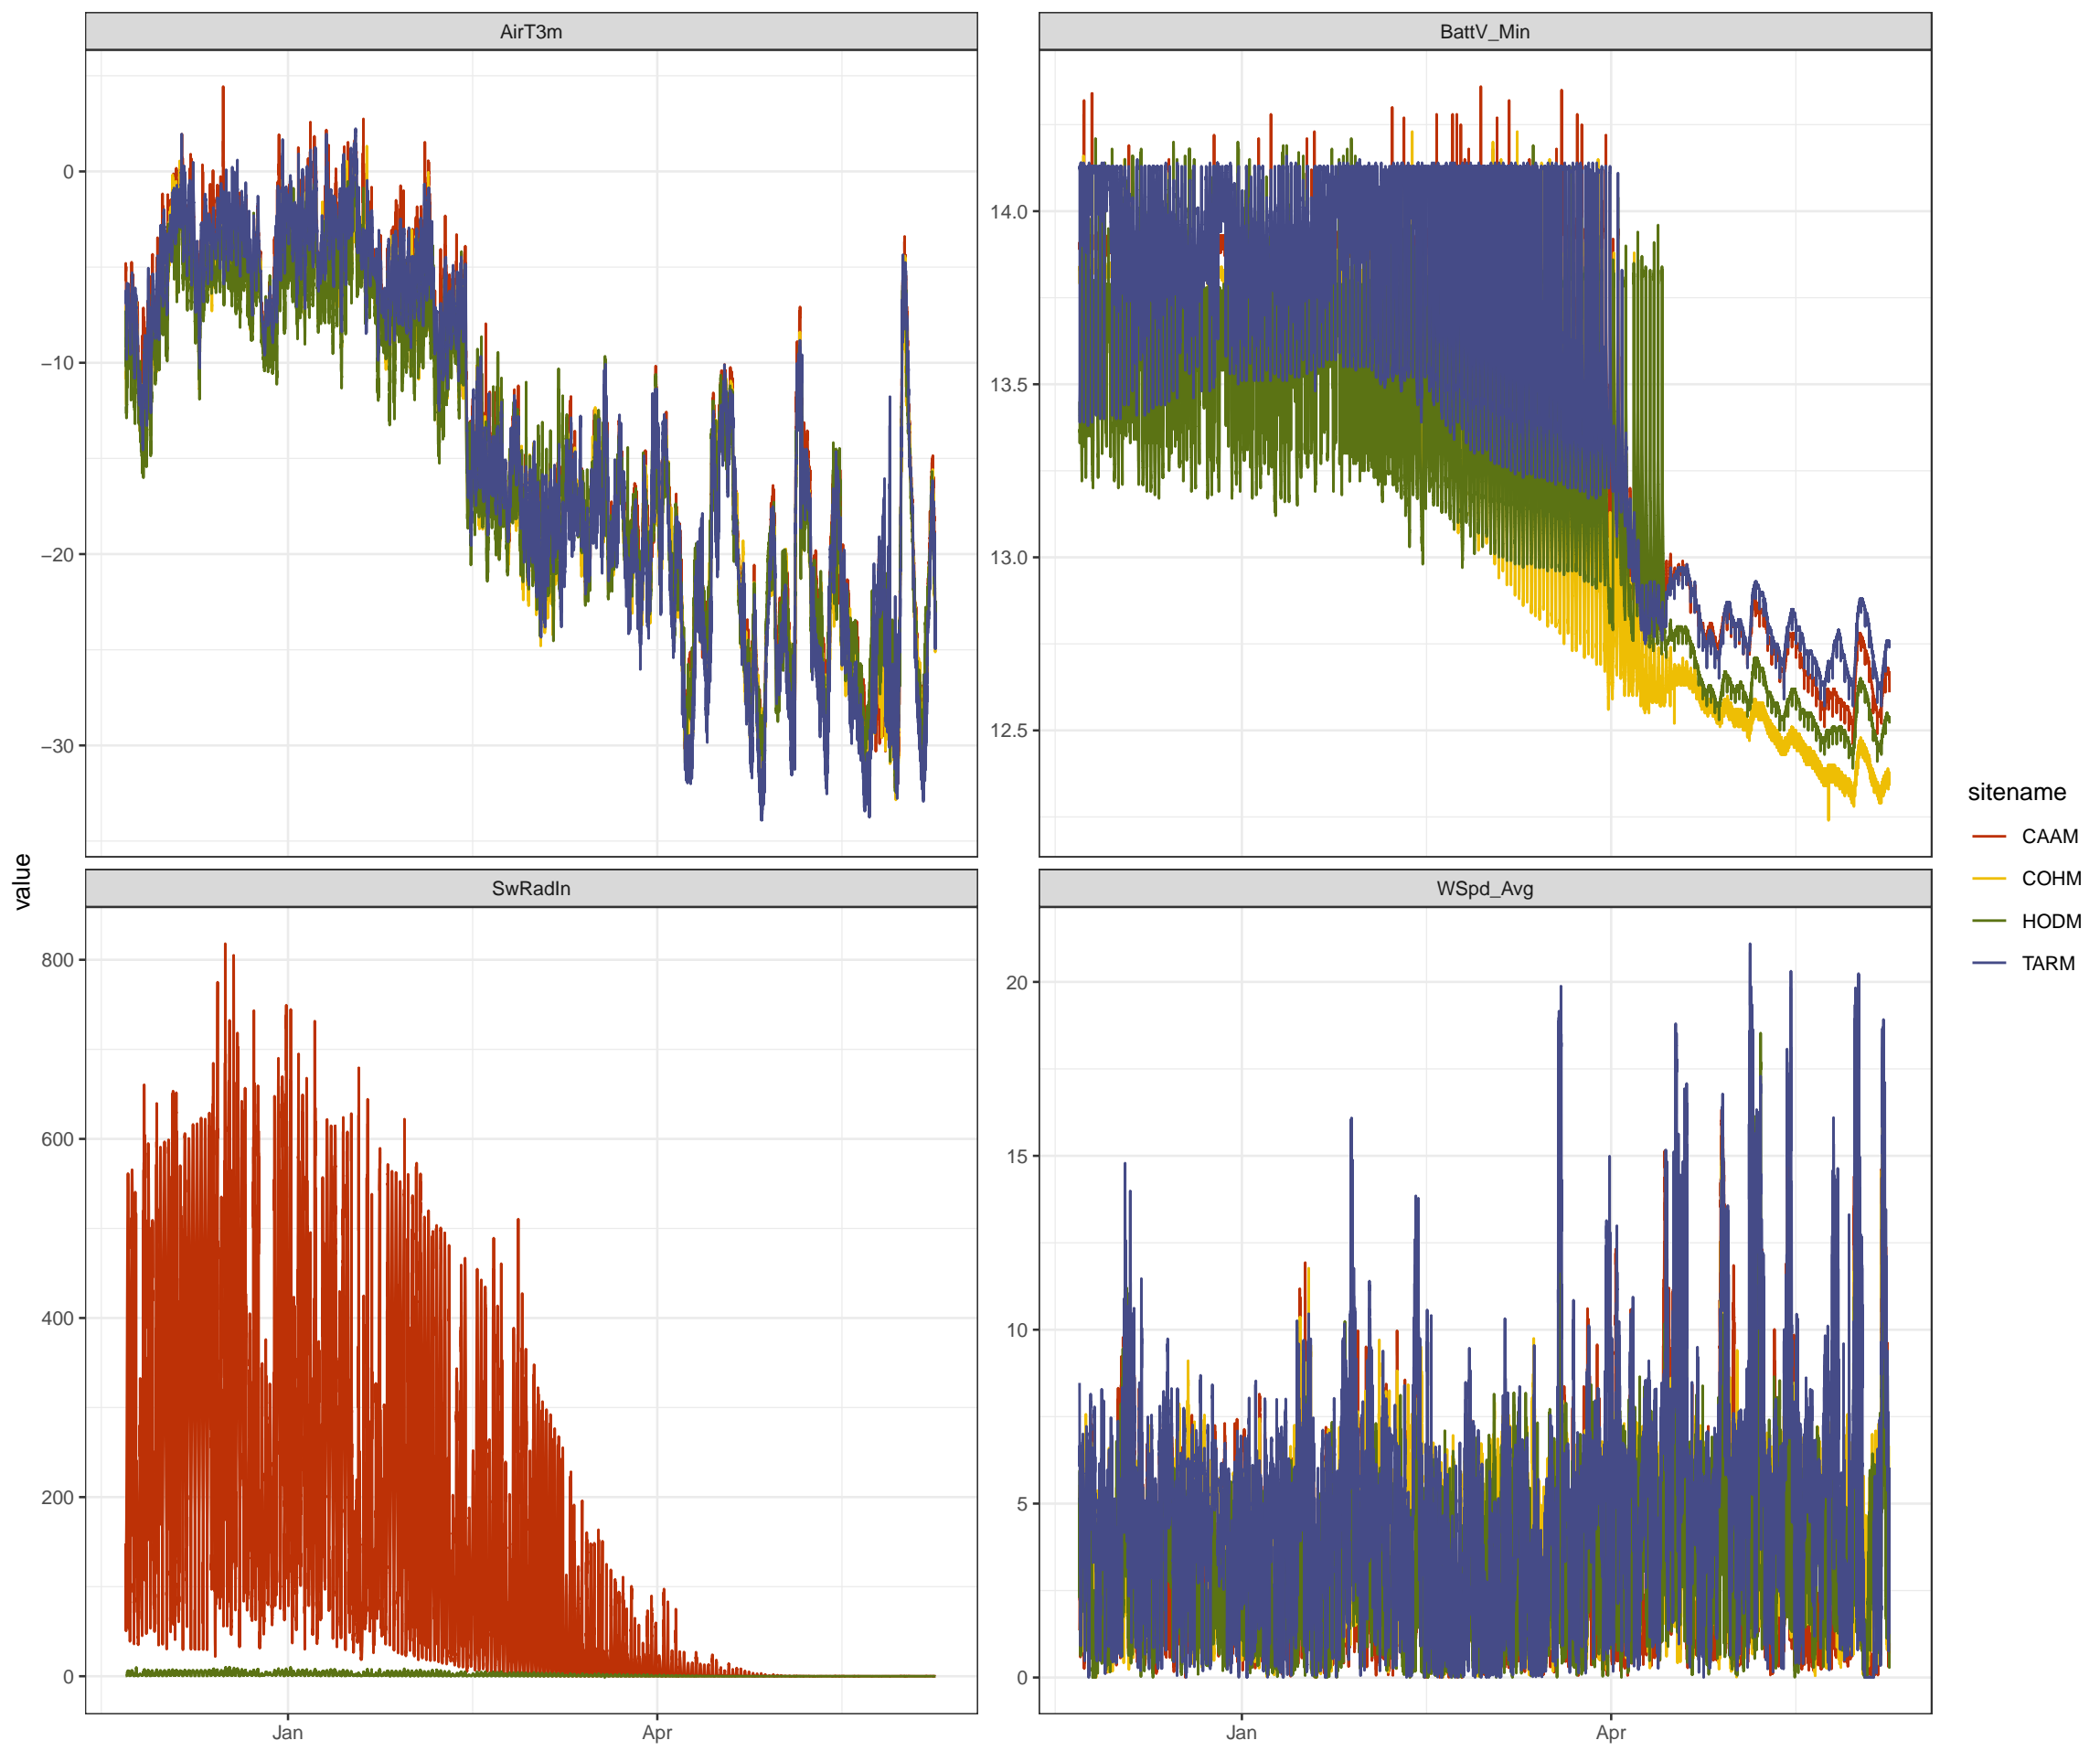 AirT3m
BattV_Min
0
−10
−20
−30
14.0
13.5
13.0
12.5
value
SwRadIn
WSpd_Avg
800
600
400
200
0
20
15
10
5
0
Jan
Apr
Jan
Apr
sitename
CAAM
COHM
HODM
TARM